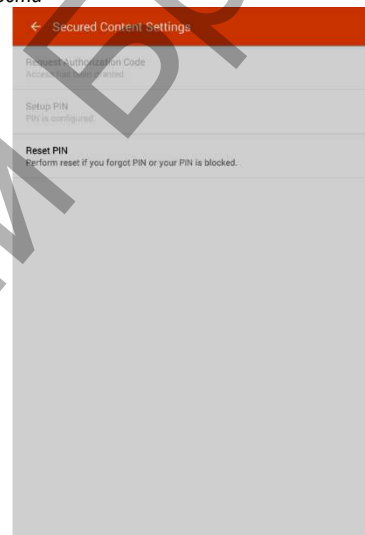 Secured Content Settings
Request Authorization Code
Access has been granted
Setup PIN
PIN is configured
Reset PIN
Perform reset if you forgot PIN or your PIN is blocked.